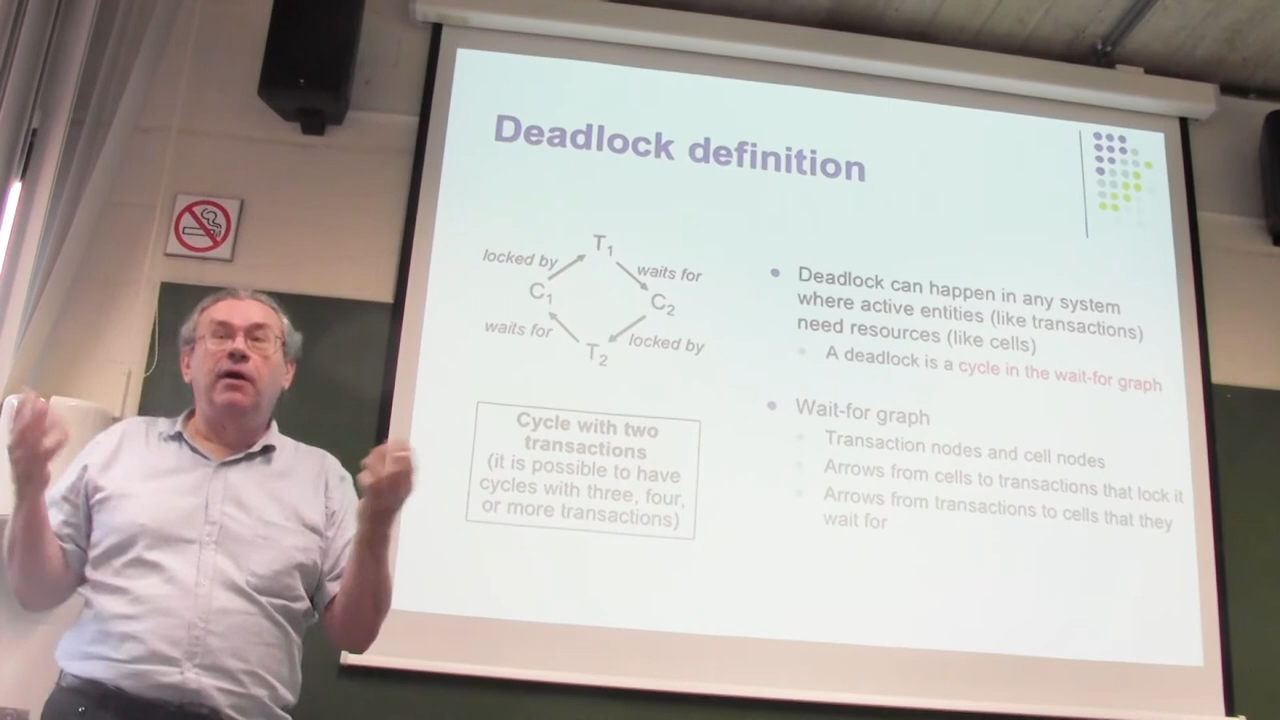 Deadlock definition
T1
locked by
waits for
C1
C2
waits for
locked by
T2
Cycle with two
transactions
(it is possible to have
cycles with three, four,
or more transactions)
Deadlock can happen in any system
where active entities (like transactions)
need resources (like cells)
A deadlock is a cycle in the wait-for graph
Wait-for graph
Transaction nodes and cell nodes
Arrows from cells to transactions that lock it
Arrows from transactions to cells that they
wait for